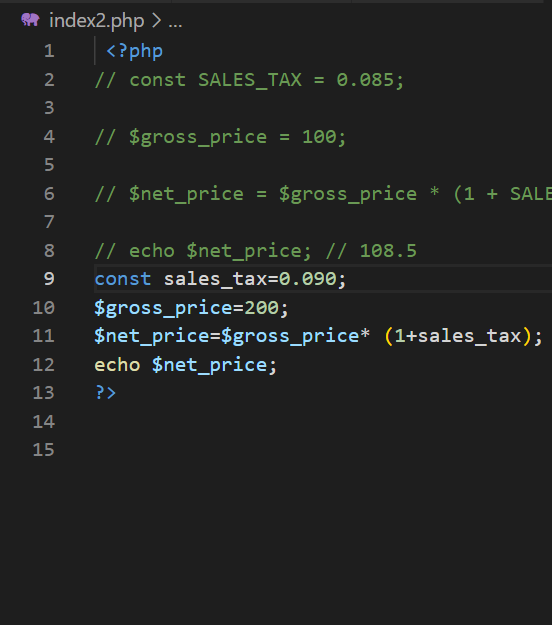 index2.php > ...
1 <?php
2 // const SALES_TAX = 0.085;
3
4 // $gross_price = 100;
5
6 // $net_price = $gross_price * (1 + SALE
7
8 // echo $net_price; // 108.5
9 const sales_tax=0.090;
10 $gross_price=200;
11 $net_price=$gross_price* (1+sales_tax);
12 echo $net_price;
13 ?>
14
15